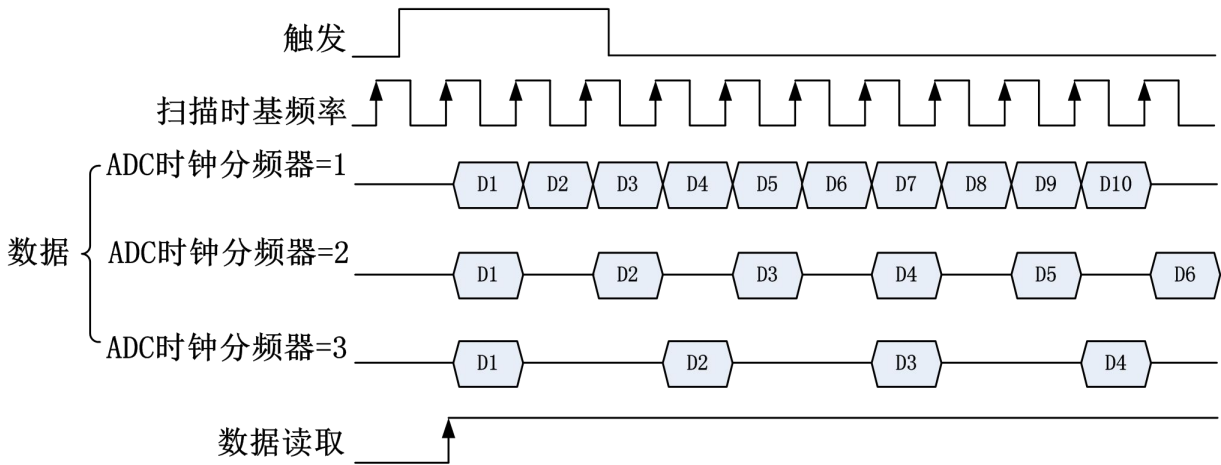 触发
扫描时基频率
ADC时钟分频器=1
D1 D2 D3 D4 D5 D6 D7 D8 D9 D10
数据
ADC时钟分频器=2
D1 D2 D3 D4 D5 D6
ADC时钟分频器=3
D1 D2 D3 D4
数据读取